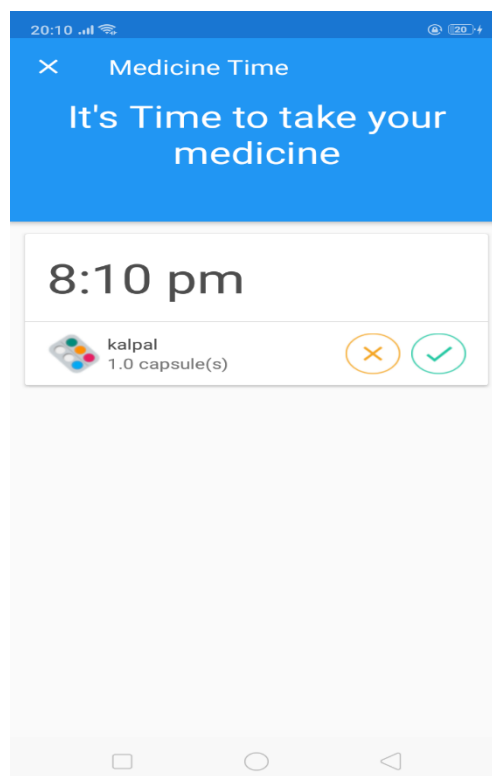 20:10
20
Medicine Time
It's Time to take your
medicine
8:10 pm
kalpal
1.0 capsule(s)